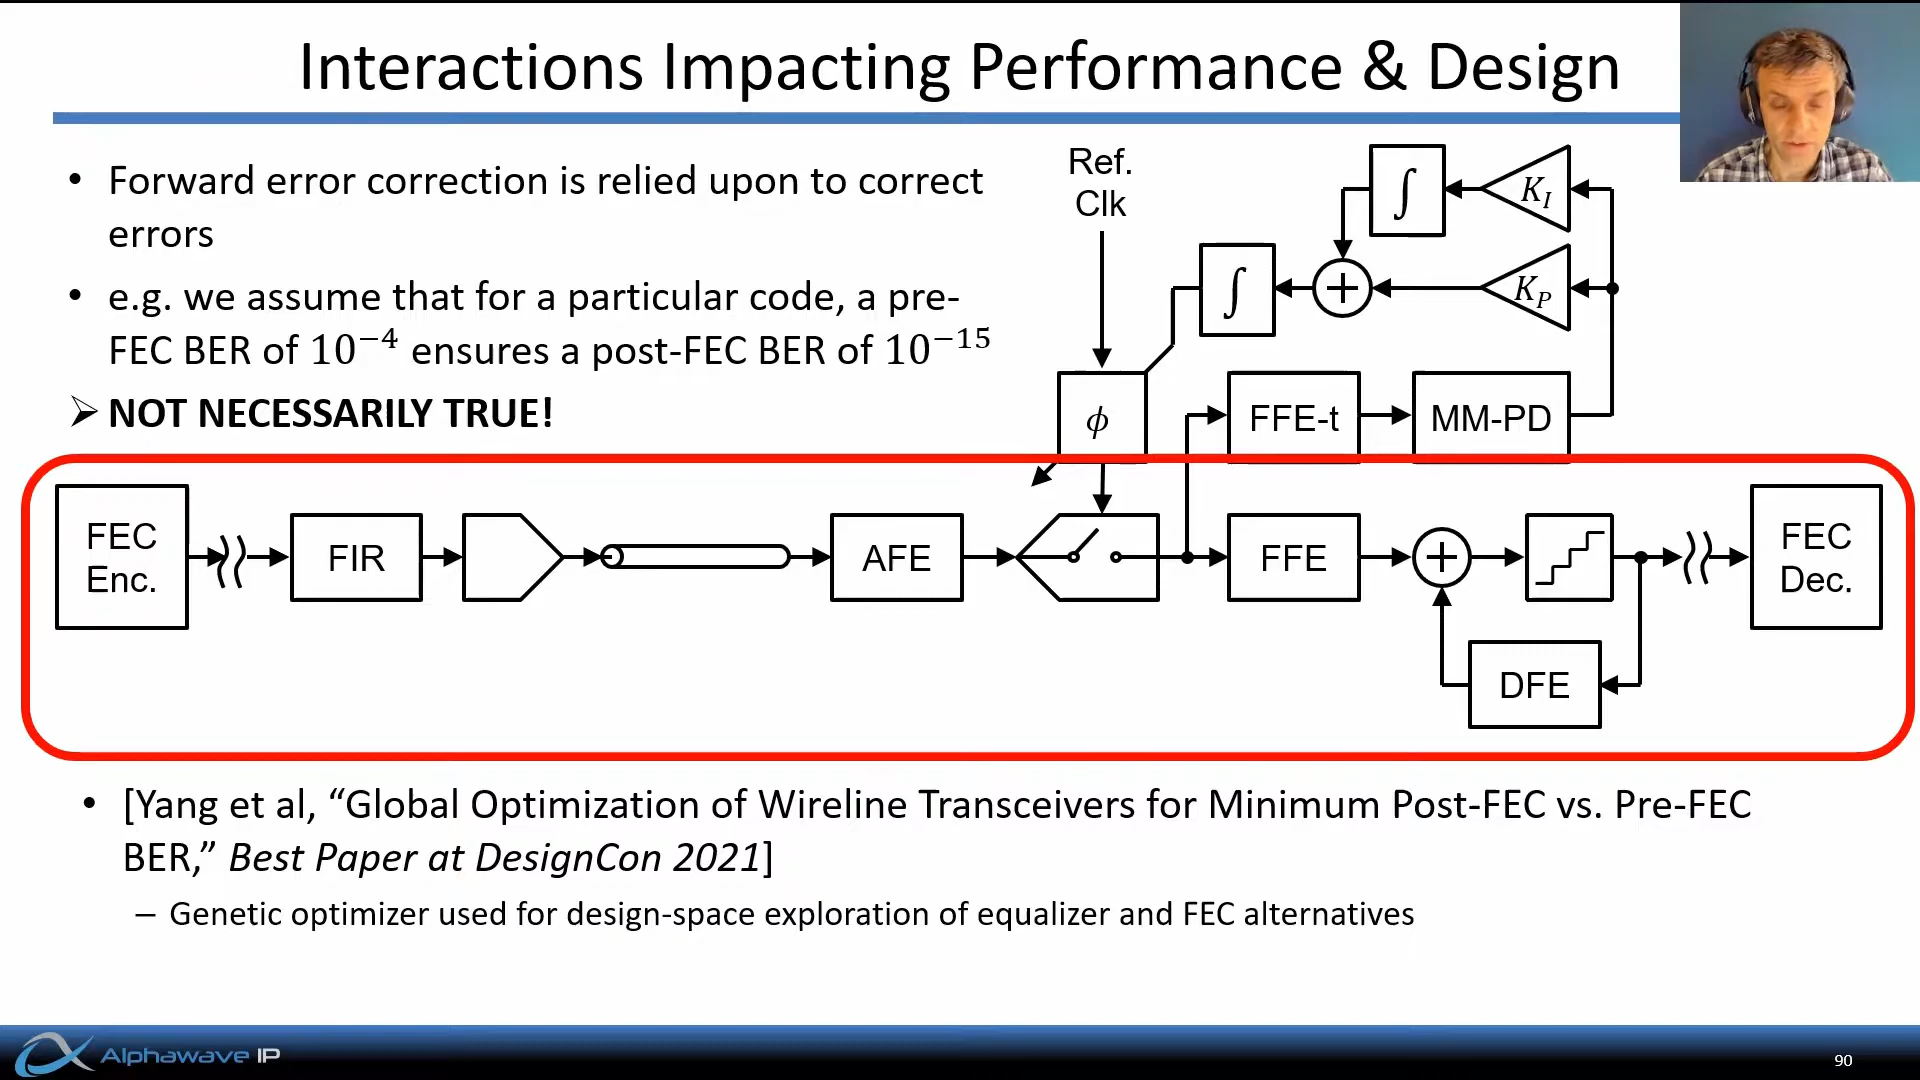 Interactions Impacting Performance & Design
• Forward error correction is relied upon to correct
errors
• e.g. we assume that for a particular code, a pre-
FEC BER of 10⁻⁴ ensures a post-FEC BER of 10⁻¹⁵
➢ NOT NECESSARILY TRUE!
Ref.
Clk
∫
K_I
∫
+
K_P
ϕ
FFE-t
MM-PD
FEC
Enc.
FIR
AFE
FFE
+
FEC
Dec.
DFE
• [Yang et al, “Global Optimization of Wireline Transceivers for Minimum Post-FEC vs. Pre-FEC
BER,” Best Paper at DesignCon 2021]
– Genetic optimizer used for design-space exploration of equalizer and FEC alternatives
Alphawave IP
90